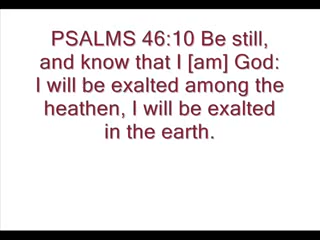 PSALMS 46:10 Be still,
and know that I [am] God:
I will be exalted among the
heathen, I will be exalted
in the earth.